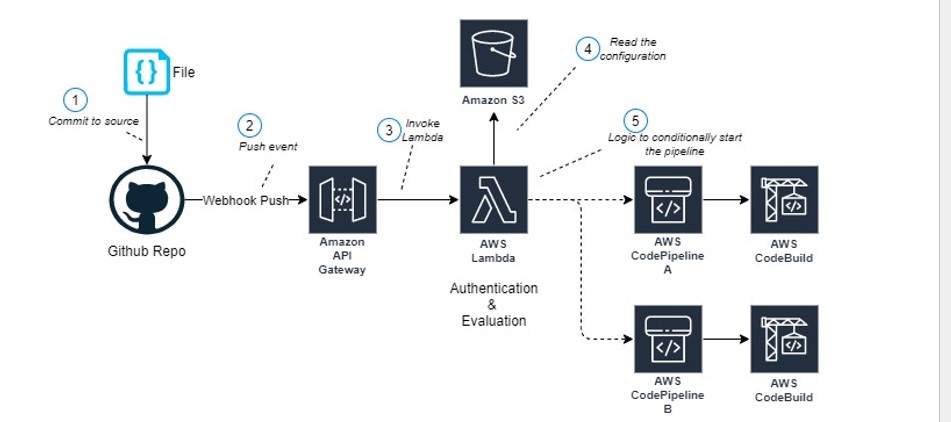 File
1
Commit to source
Github Repo
2
Push event
Webhook Push
Amazon
API
Gateway
3
Invoke
Lambda
Amazon S3
4
Read the
configuration
AWS
Lambda
Authentication
&
Evaluation
5
Logic to conditionally start
the pipeline
AWS
CodePipeline
A
AWS
CodeBuild
AWS
CodePipeline
B
AWS
CodeBuild